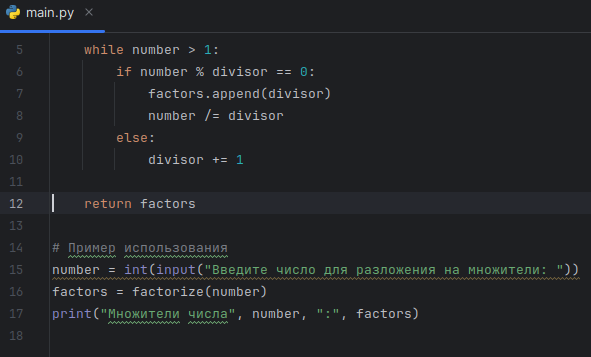 main.py ×
5 while number > 1:
6 if number % divisor == 0:
7 factors.append(divisor)
8 number /= divisor
9 else:
10 divisor += 1
11
12 return factors
13
14 # Пример использования
15 number = int(input("Введите число для разложения на множители: "))
16 factors = factorize(number)
17 print("Множители числа", number, ":", factors)
18